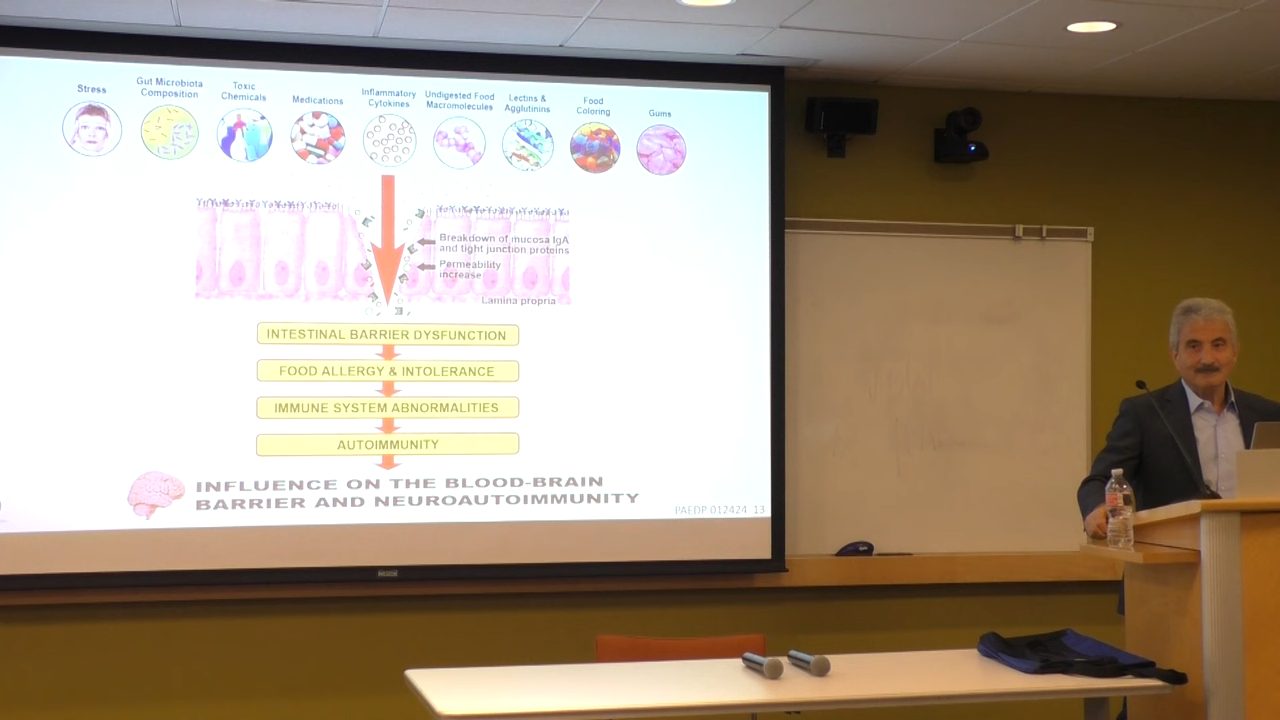 Stress
Gut Microbiota
Composition
Toxic
Chemicals
Medications
Inflammatory
Cytokines
Undigested Food
Macromolecules
Lectins &
Agglutinins
Food
Coloring
Gums
Breakdown of mucosa IgA
and tight junction proteins
Permeability
increase
Lamina propria
INTESTINAL BARRIER DYSFUNCTION
FOOD ALLERGY & INTOLERANCE
IMMUNE SYSTEM ABNORMALITIES
AUTOIMMUNITY
INFLUENCE ON THE BLOOD-BRAIN
BARRIER AND NEUROAUTOIMMUNITY
PAEDP 012424 13